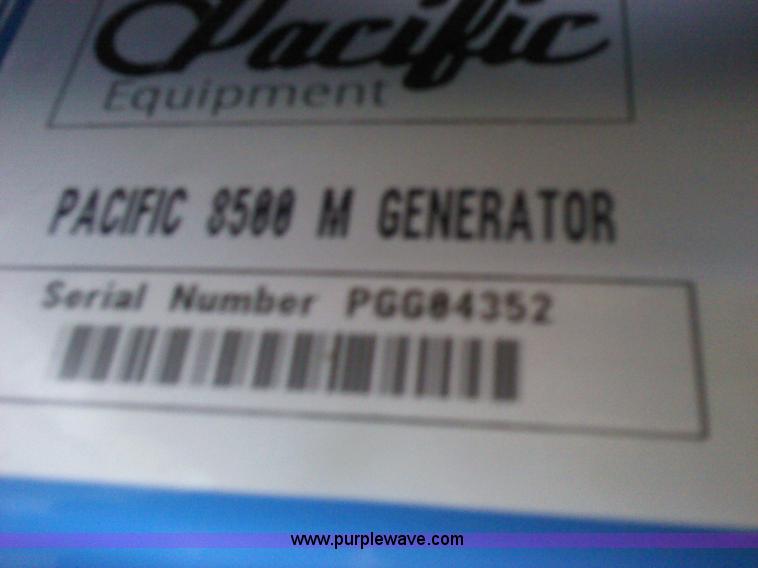 Pacific
Equipment
PACIFIC 8500 M GENERATOR
Serial Number PGG04352
www.purplewave.com